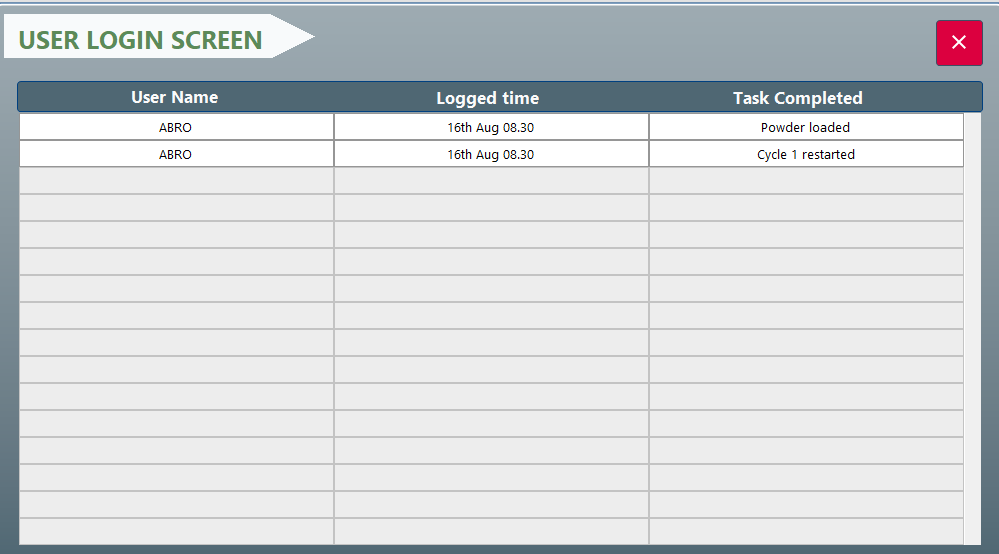 USER LOGIN SCREEN
User Name Logged time Task Completed
ABRO 16th Aug 08.30 Powder loaded
ABRO 16th Aug 08.30 Cycle 1 restarted